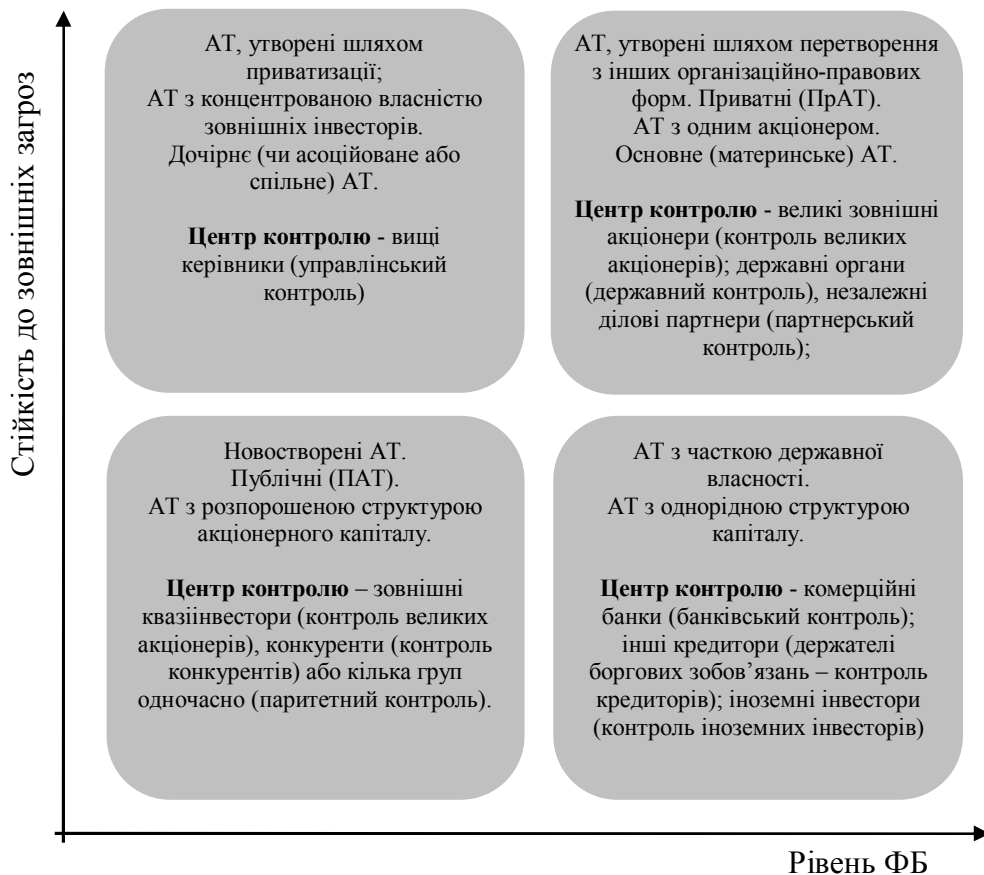 Стійкість до зовнішніх загроз
АТ, утворені шляхом
приватизації;
АТ з концентрованою власністю
зовнішніх інвесторів.
Дочірнє (чи асоційоване або
спільне) АТ.
Центр контролю - вищі
керівники (управлінський
контроль)
АТ, утворені шляхом перетворення
з інших організаційно-правових
форм. Приватні (ПрАТ).
АТ з одним акціонером.
Основне (материнське) АТ.
Центр контролю - великі зовнішні
акціонери (контроль великих
акціонерів); державні органи
(державний контроль), незалежні
ділові партнери (партнерський
контроль);
Новостворені АТ.
Публічні (ПАТ).
АТ з розпорошеною структурою
акціонерного капіталу.
Центр контролю – зовнішні
квазіінвестори (контроль великих
акціонерів), конкуренти (контроль
конкурентів) або кілька груп
одночасно (паритетний контроль).
АТ з часткою державної
власності.
АТ з однорідною структурою
капіталу.
Центр контролю - комерційні
банки (банківський контроль);
інші кредитори (держателі
боргових зобов’язань – контроль
кредиторів); іноземні інвестори
(контроль іноземних інвесторів)
Рівень ФБ